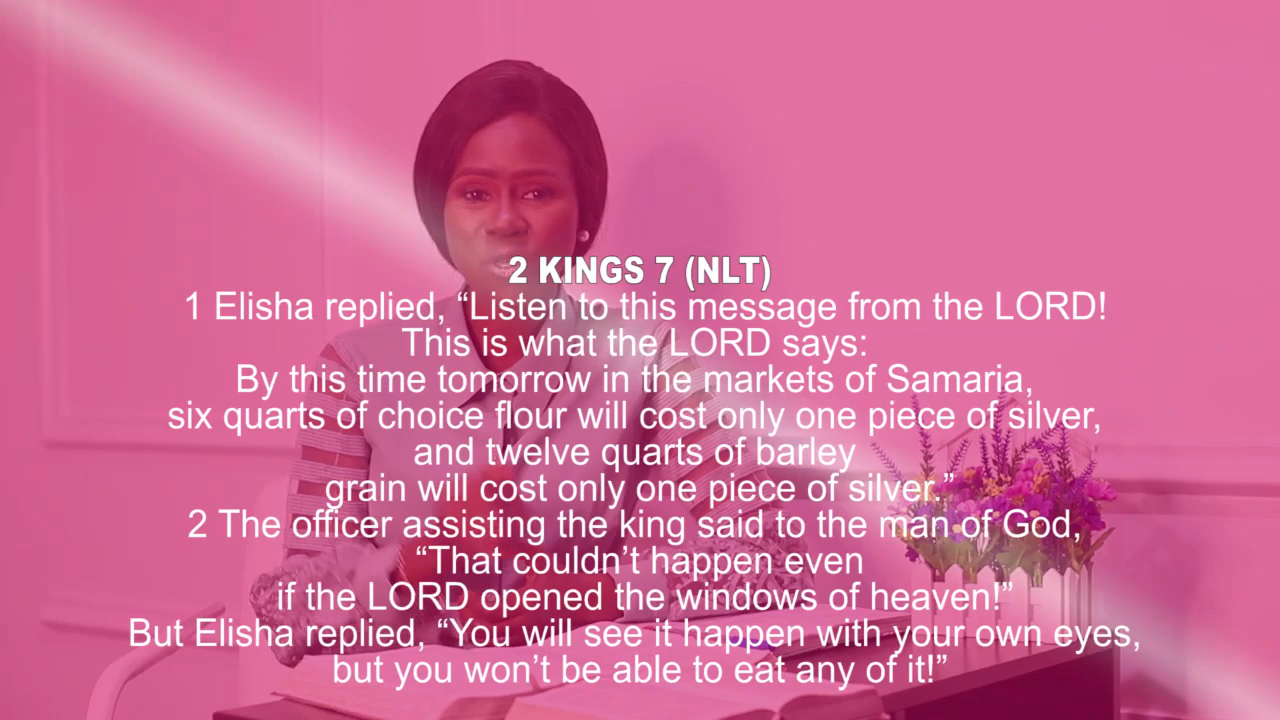 2 KINGS 7 (NLT)
1 Elisha replied, “Listen to this message from the LORD!
This is what the LORD says:
By this time tomorrow in the markets of Samaria,
six quarts of choice flour will cost only one piece of silver,
and twelve quarts of barley
grain will cost only one piece of silver.”
2 The officer assisting the king said to the man of God,
“That couldn’t happen even
if the LORD opened the windows of heaven!”
But Elisha replied, “You will see it happen with your own eyes,
but you won’t be able to eat any of it!”